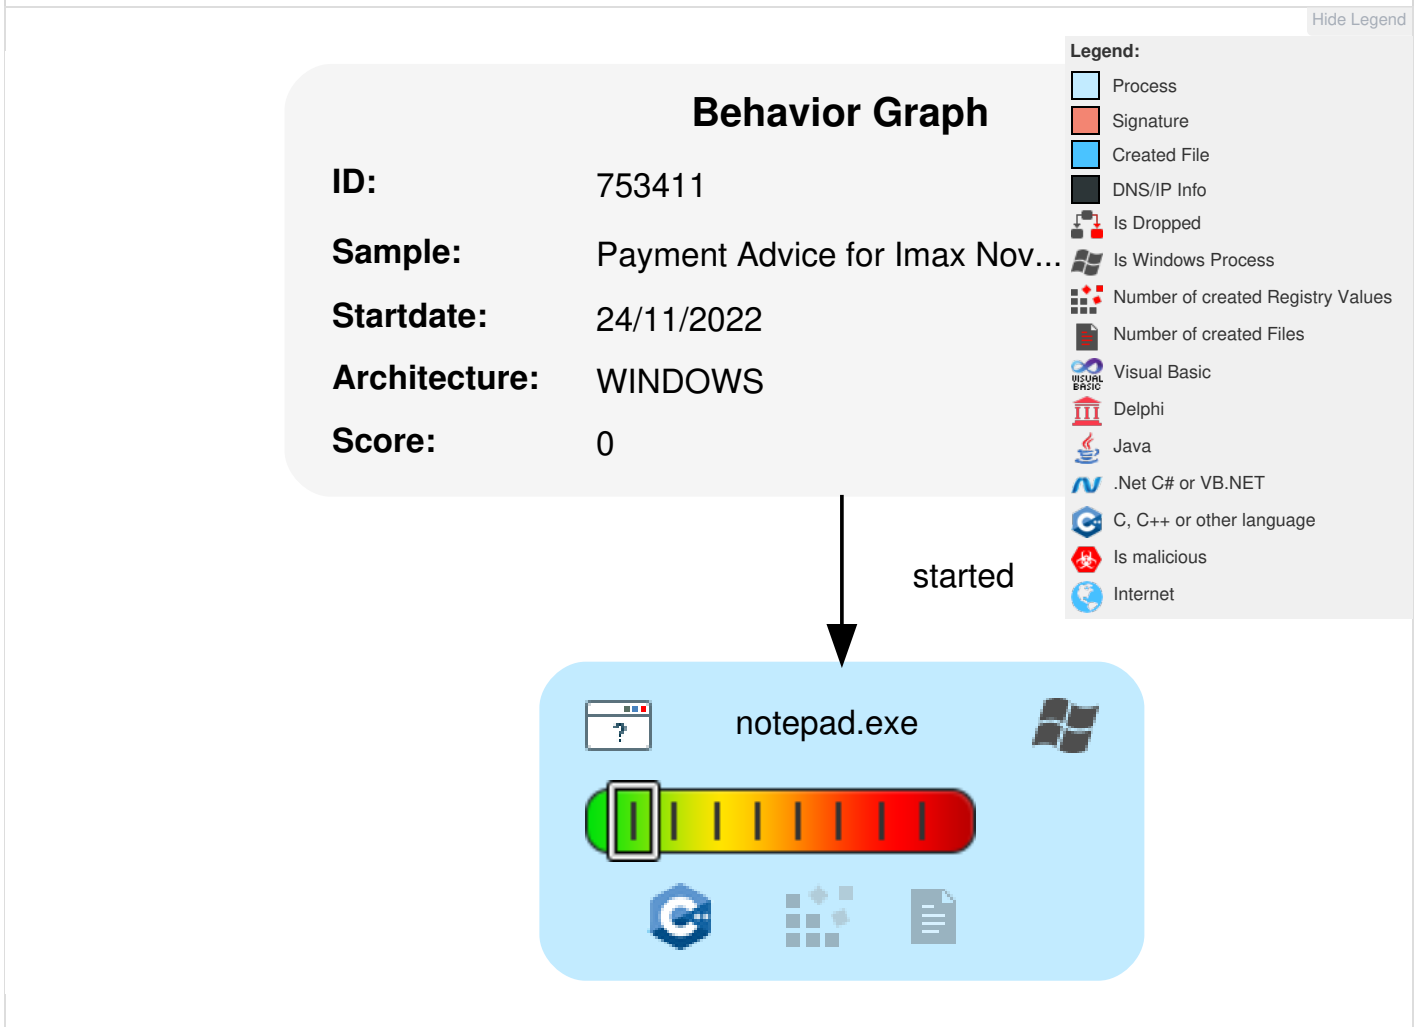 Hide Legend
Legend:
Process
Signature
Created File
DNS/IP Info
Is Dropped
Is Windows Process
Number of created Registry Values
Number of created Files
VISUAL BASIC
Visual Basic
Delphi
Java
.Net C# or VB.NET
C, C++ or other language
Is malicious
Internet
Behavior Graph
ID: 753411
Sample: Payment Advice for Imax Nov...
Startdate: 24/11/2022
Architecture: WINDOWS
Score: 0
started
?
notepad.exe